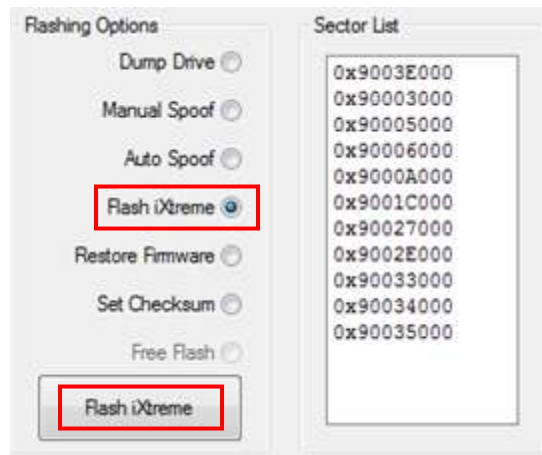 Flashing Options
Dump Drive
Manual Spoof
Auto Spoof
Flash iXtreme
Restore Firmware
Set Checksum
Free Flash
Flash iXtreme
Sector List
0x9003E000
0x90003000
0x90005000
0x90006000
0x9000A000
0x9001C000
0x90027000
0x9002E000
0x90033000
0x90034000
0x90035000